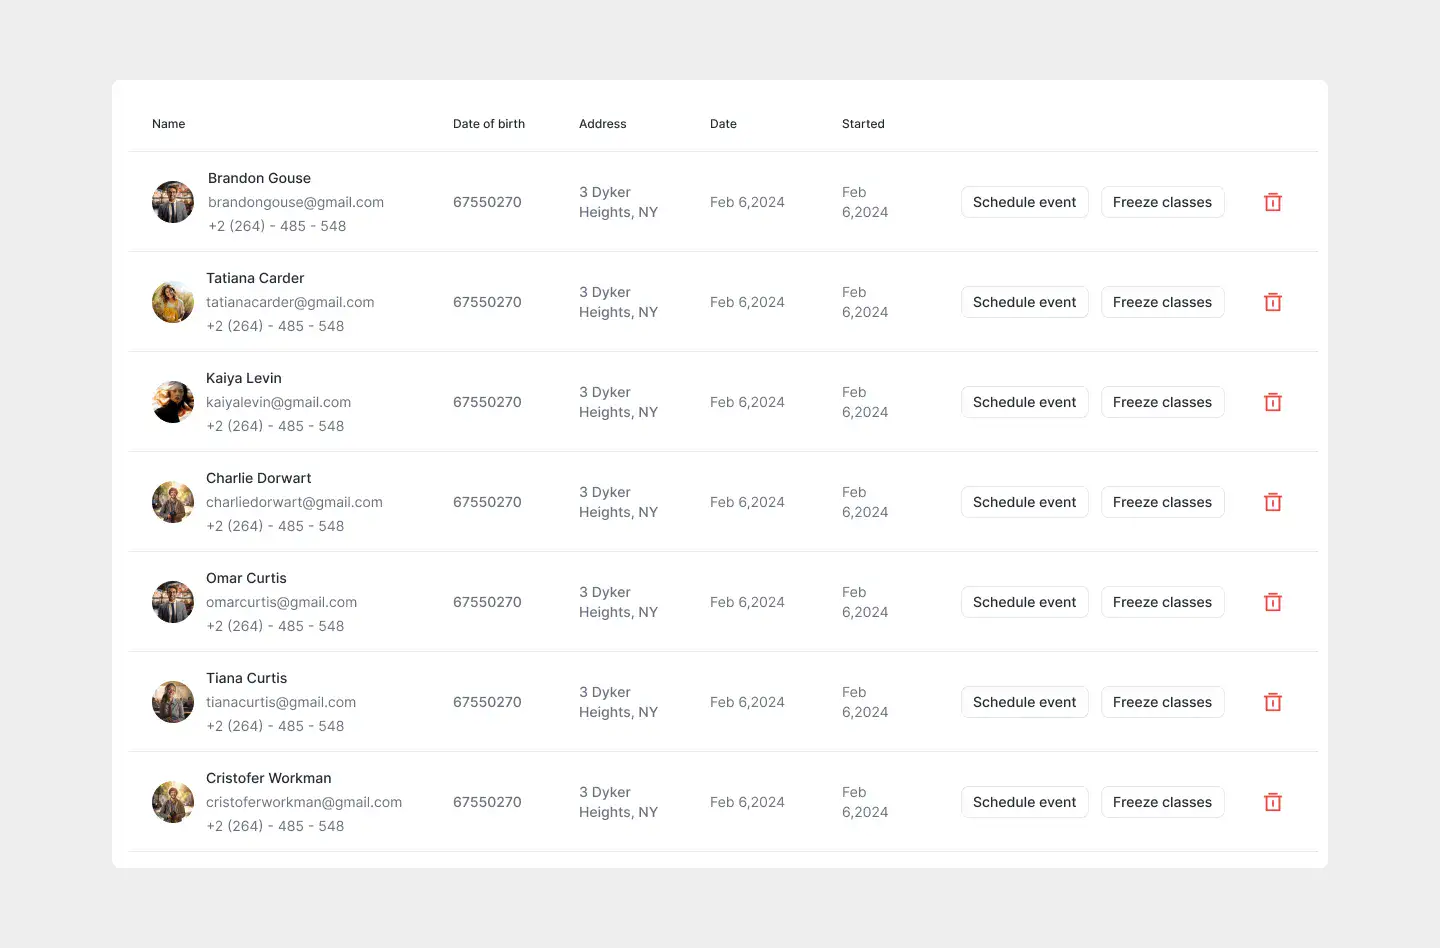 Name Date of birth Address Date Started
Brandon Gouse
brandongouse@gmail.com
+2 (264) - 485 - 548
67550270
3 Dyker
Heights, NY
Feb 6,2024
Feb
6,2024
Schedule event
Freeze classes
Tatiana Carder
tatianacarder@gmail.com
+2 (264) - 485 - 548
67550270
3 Dyker
Heights, NY
Feb 6,2024
Feb
6,2024
Schedule event
Freeze classes
Kaiya Levin
kaiyalevin@gmail.com
+2 (264) - 485 - 548
67550270
3 Dyker
Heights, NY
Feb 6,2024
Feb
6,2024
Schedule event
Freeze classes
Charlie Dorwart
charliedorwart@gmail.com
+2 (264) - 485 - 548
67550270
3 Dyker
Heights, NY
Feb 6,2024
Feb
6,2024
Schedule event
Freeze classes
Omar Curtis
omarcurtis@gmail.com
+2 (264) - 485 - 548
67550270
3 Dyker
Heights, NY
Feb 6,2024
Feb
6,2024
Schedule event
Freeze classes
Tiana Curtis
tianacurtis@gmail.com
+2 (264) - 485 - 548
67550270
3 Dyker
Heights, NY
Feb 6,2024
Feb
6,2024
Schedule event
Freeze classes
Cristofer Workman
cristoferworkman@gmail.com
+2 (264) - 485 - 548
67550270
3 Dyker
Heights, NY
Feb 6,2024
Feb
6,2024
Schedule event
Freeze classes